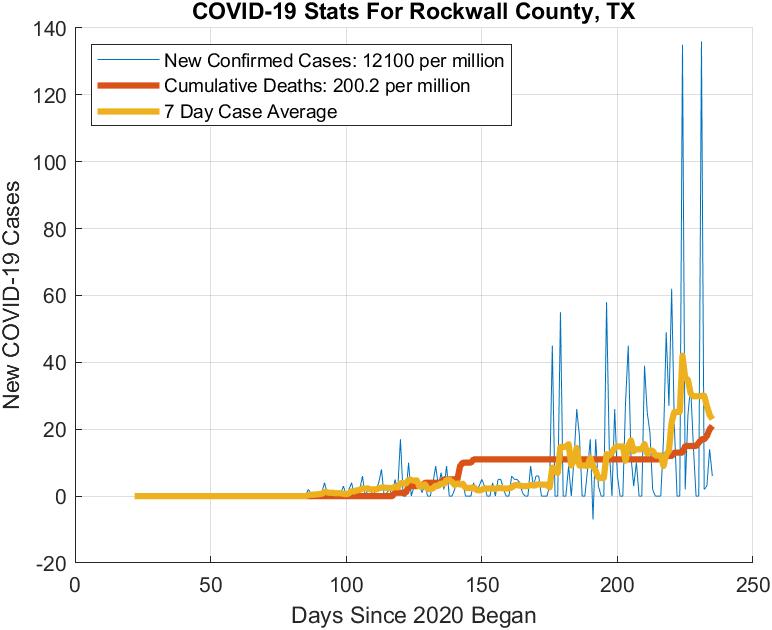 COVID-19 Stats For Rockwall County, TX
140
120
100
80
60
40
20
0
-20
New COVID-19 Cases
New Confirmed Cases: 12100 per million
Cumulative Deaths: 200.2 per million
7 Day Case Average
0 50 100 150 200 250
Days Since 2020 Began